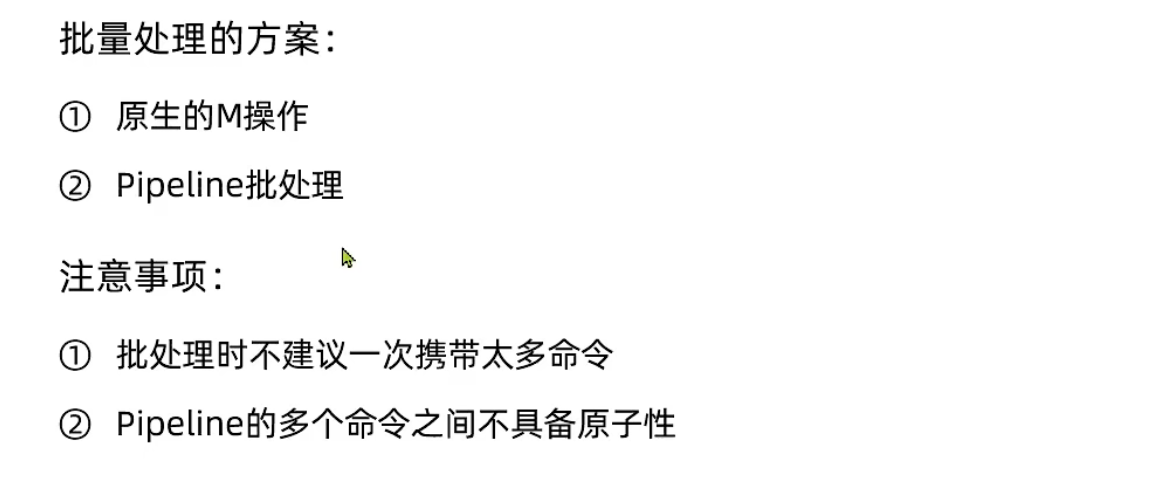 批量处理的方案：
① 原生的M操作
② Pipeline批处理
注意事项：
① 批处理时不建议一次携带太多命令
② Pipeline的多个命令之间不具备原子性